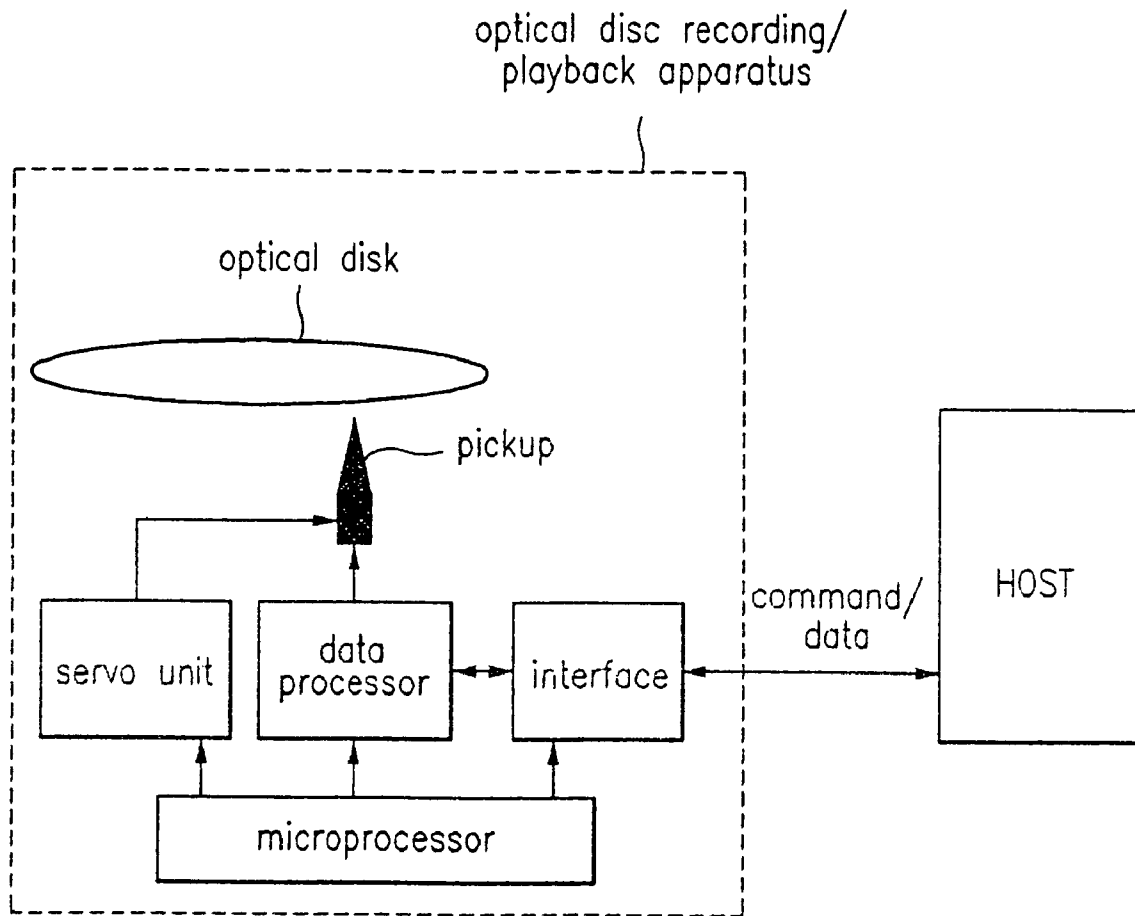 optical disc recording/
playback apparatus
optical disk
pickup
servo unit
data
processor
interface
command/
data
HOST
microprocessor